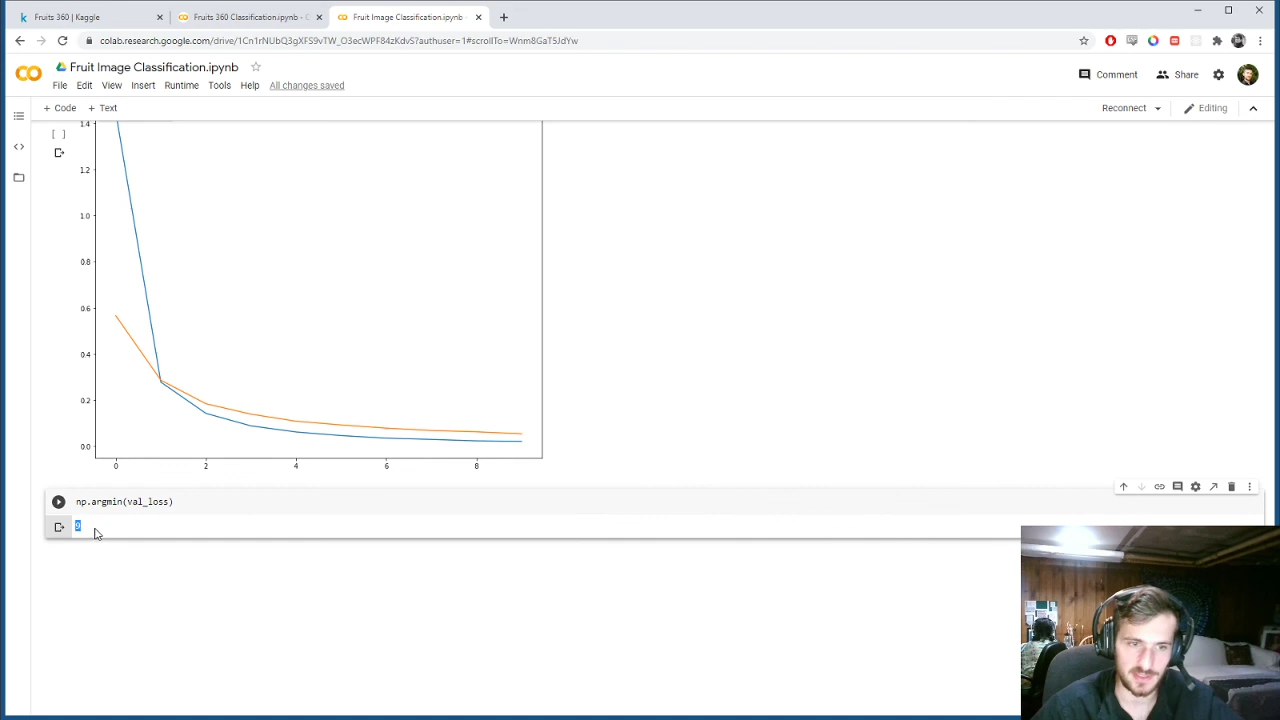 Fruits 360 | Kaggle
Fruits 360 Classification.ipynb - C
Fruit Image Classification.ipynb -
colab.research.google.com/drive/1Cn1rNUbQ3gXFS9vTW_O3ecWPF84zKdvS?authuser=1#scrollTo=Wnm8GaT5JdYw
Fruit Image Classification.ipynb
Comment
Share
File Edit View Insert Runtime Tools Help All changes saved
+ Code + Text
Reconnect
Editing
[ ]
1.4
1.2
1.0
0.8
0.6
0.4
0.2
0.0
0 2 4 6 8
np.argmin(val_loss)
9